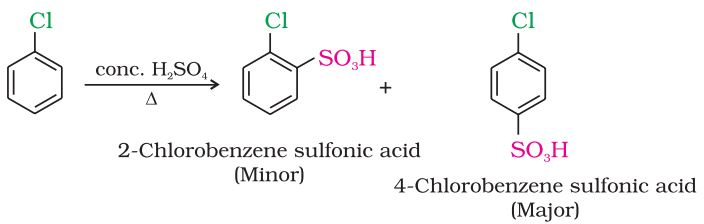 Cl
conc. H₂SO₄
Δ
Cl
SO₃H
+
Cl
SO₃H
2-Chlorobenzene sulfonic acid
(Minor)
4-Chlorobenzene sulfonic acid
(Major)